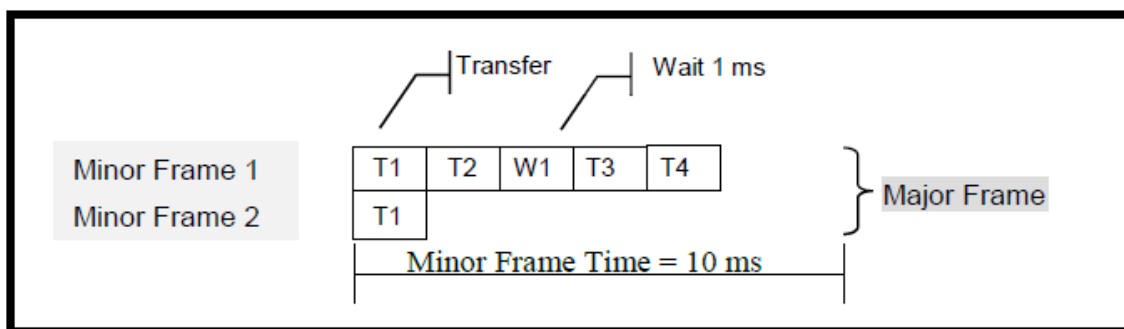 Transfer
Wait 1 ms
Minor Frame 1
T1 T2 W1 T3 T4
Major Frame
Minor Frame 2
T1
Minor Frame Time = 10 ms